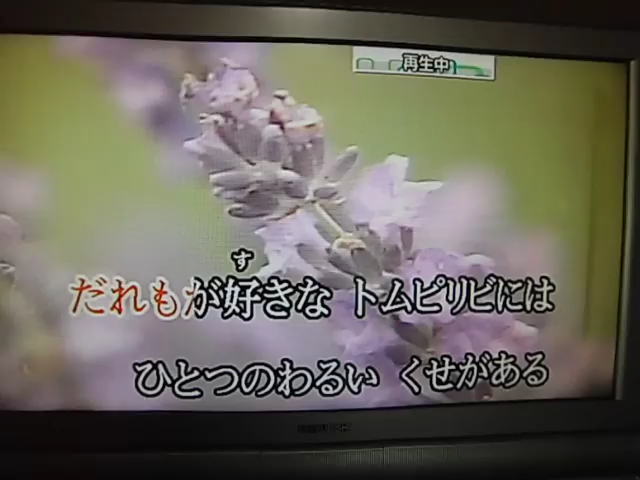 再生中
す
だれもが好きな トムピリビには
ひとつのわるい くせがある